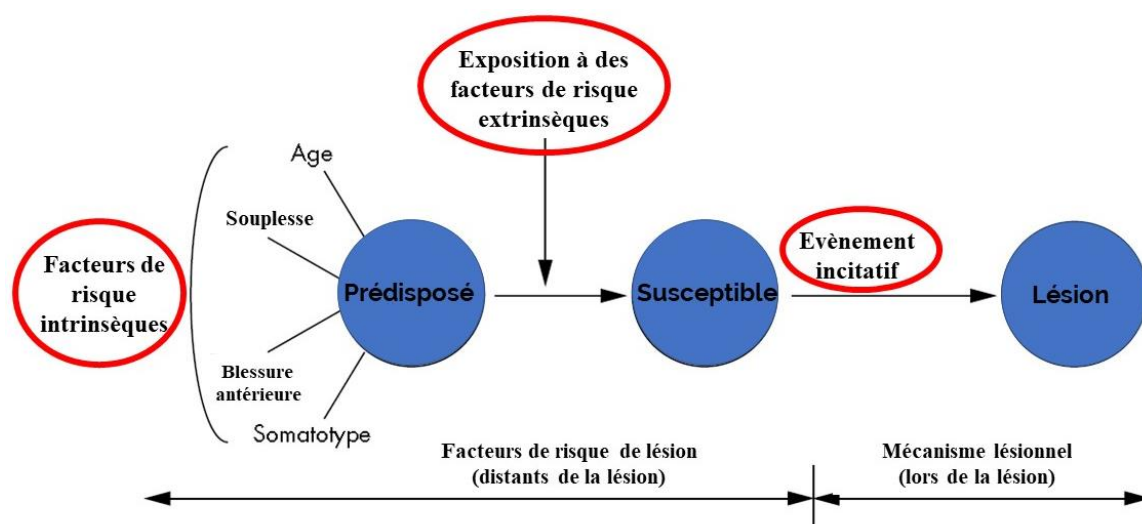 Exposition à des
facteurs de risque
extrinsèques
Age
Souplesse
Facteurs de
risque
intrinsèques
Blessure
antérieure
Somatotype
Prédisposé
Susceptible
Evènement
incitatif
Lésion
Facteurs de risque de lésion
(distants de la lésion)
Mécanisme lésionnel
(lors de la lésion)